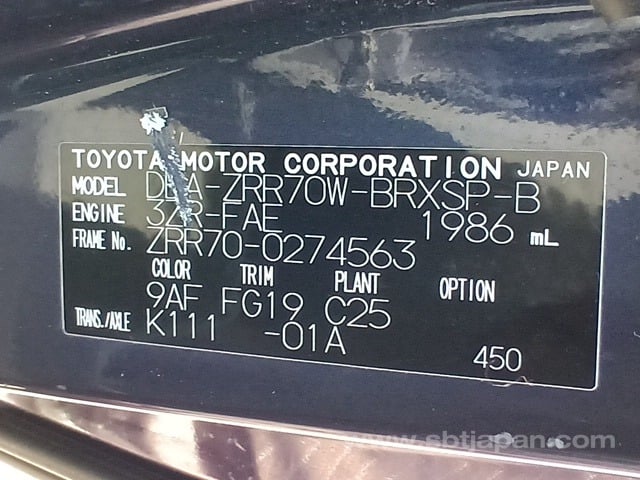 TOYOTA MOTOR CORPORATION JAPAN
MODEL DBA-ZRR70W-BRXSP-B
ENGINE 3ZR-FAE 1986 mL
FRAME No. ZRR70-0274563
COLOR TRIM PLANT OPTION
9AF FG19 C25
TRANS./AXLE K111 -01A
450
www.sbtjapan.com